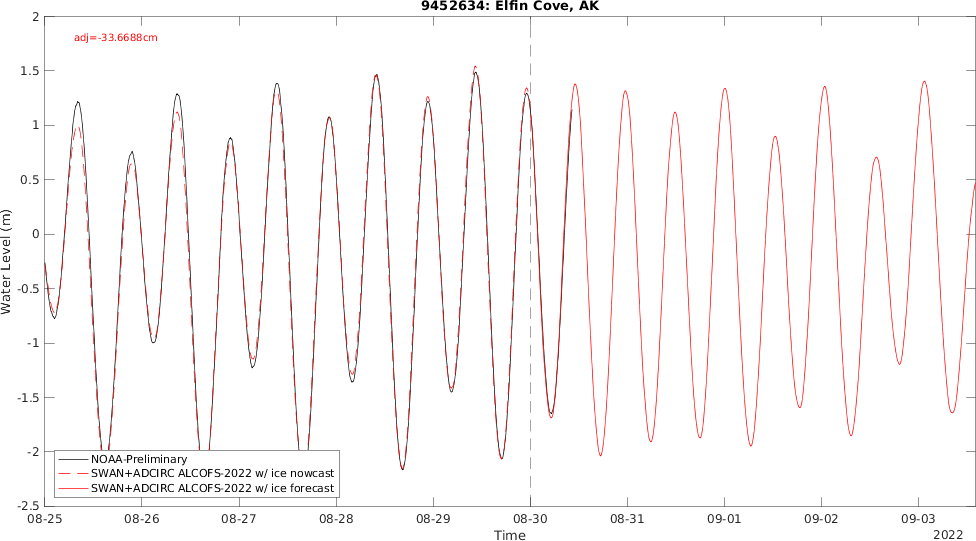 9452634: Elfin Cove, AK
adj=-33.6688cm
2
1.5
1
0.5
0
-0.5
-1
-1.5
-2
-2.5
Water Level (m)
NOAA-Preliminary
SWAN+ADCIRC ALCOFS-2022 w/ ice nowcast
SWAN+ADCIRC ALCOFS-2022 w/ ice forecast
08-25 08-26 08-27 08-28 08-29 08-30 08-31 09-01 09-02 09-03
Time
2022